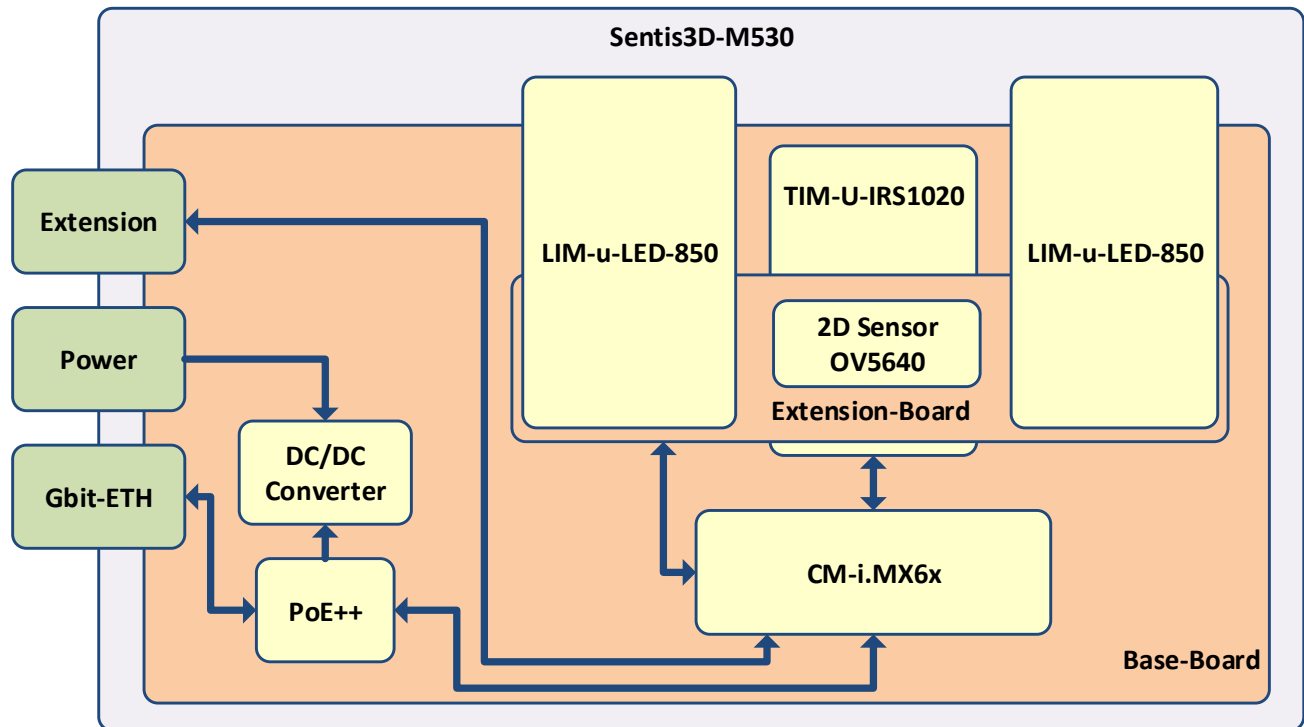 Sentis3D-M530
TIM-U-IRS1020
Extension
LIM-u-LED-850
LIM-u-LED-850
2D Sensor
OV5640
Power
Extension-Board
DC/DC
Converter
Gbit-ETH
CM-i.MX6x
PoE++
Base-Board